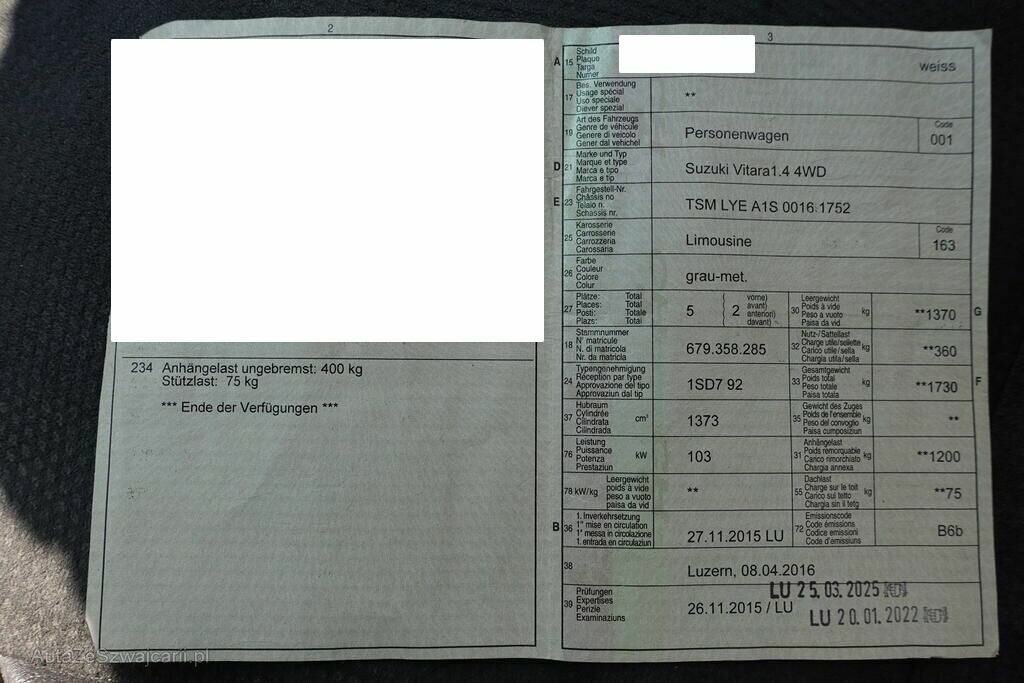 2
234 Anhängelast ungebremst: 400 kg
Stützlast: 75 kg
*** Ende der Verfügungen ***
3
A 15 Schild
Plaque
Targa
Numer
weiss
17 Bes. Verwendung
Usage spécial
Uso speciale
Diever spezial
**
19 Art des Fahrzeugs
Genre de véhicule
Genere di veicolo
Gener dal vehichel
Personenwagen
Code
001
D 21 Marke und Typ
Marque et type
Marca e tipo
Marca e tip
Suzuki Vitara1.4 4WD
E 23 Fahrgestell-Nr.
Châssis no
Telaio n.
Schassis nr.
TSM LYE A1S 0016 1752
25 Karosserie
Carrosserie
Carrozzeria
Carossaria
Limousine
Code
163
26 Farbe
Couleur
Colore
Colur
grau-met.
27 Plätze: Total
Places: Total
Posti: Totale
Plazs: Total
5
2
vorne)
avant)
anteriori)
davant)
30 Leergewicht
Poids à vide
Peso a vuoto
Paisa da vid
kg
**1370
G
18 Stammnummer
N° matricule
N. di matricola
Nr. da matricla
679.358.285
32 Nutz-/Sattellast
Charge utile/sellette
Carico utile/sella
Chargia utila/sella
kg
**360
24 Typengenehmigung
Réception par type
Approvazione del tipo
Approvaziun dal tip
1SD7 92
33 Gesamtgewicht
Poids total
Peso totale
Paisa totala
kg
**1730
F
37 Hubraum
Cylindrée
Cilindrata
Cilindrada
cm³
1373
35 Gewicht des Zuges
Poids de l'ensemble
Peso del convoglio
Paisa cumposiziun
kg
**
76 Leistung
Puissance
Potenza
Prestaziun
kW
103
31 Anhängelast
Poids remorquable
Carico rimorchiato
Chargia annexa
kg
**1200
78 kW/kg
Leergewicht
poids à vide
peso a vuoto
paisa da vid
**
55 Dachlast
Charge sur le toit
Carico sul tetto
Chargia sin il tetg
kg
**75
B 36 1. Inverkehrsetzung
1re mise en circulation
1a messa in circolazione
1. entrada en circulaziun
27.11.2015 LU
72 Emissionscode
Code émissions
Codice emissioni
Code d'emissiuns
B6b
38
Luzern, 08.04.2016
39 Prüfungen
Expertises
Perizie
Examinaziuns
26.11.2015 / LU
LU 25.03.2025
LU 20.01.2022
AutaZeSzwajcarii.pl